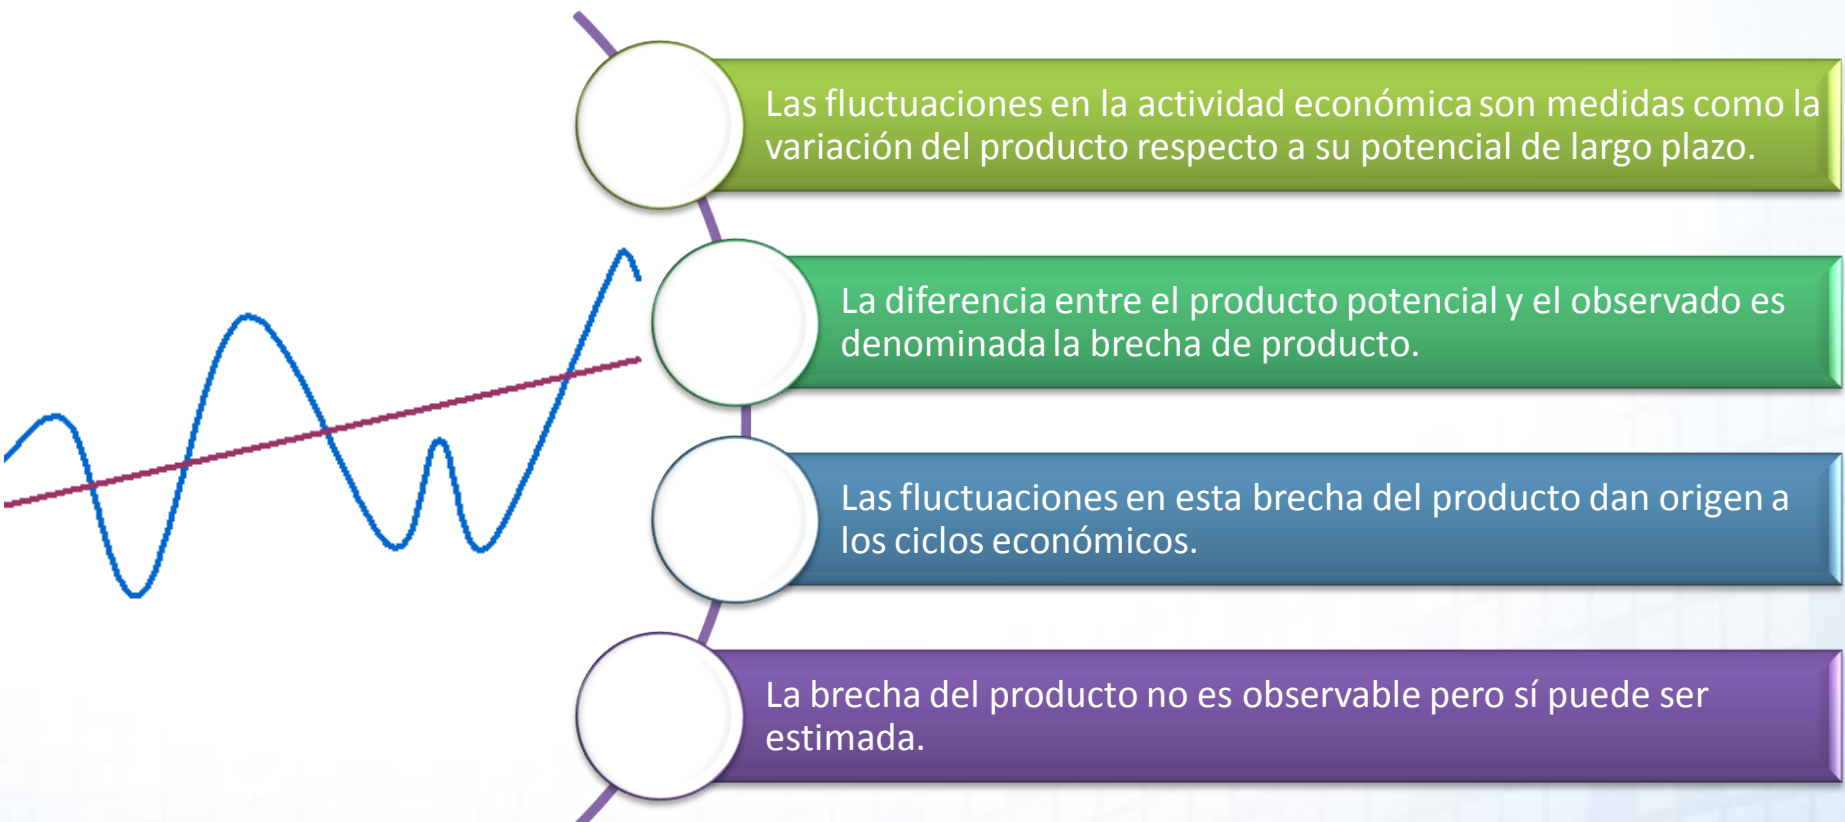 Las fluctuaciones en la actividad económica son medidas como la
variación del producto respecto a su potencial de largo plazo.
La diferencia entre el producto potencial y el observado es
denominada la brecha de producto.
Las fluctuaciones en esta brecha del producto dan origen a
los ciclos económicos.
La brecha del producto no es observable pero sí puede ser
estimada.